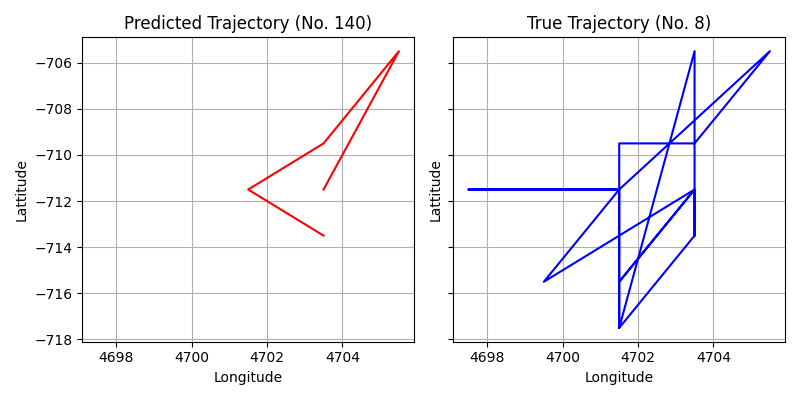 Predicted Trajectory (No. 140)
True Trajectory (No. 8)
−706
−708
−710
−712
−714
−716
−718
Lattitude
Lattitude
4698
4700
4702
4704
4698
4700
4702
4704
Longitude
Longitude